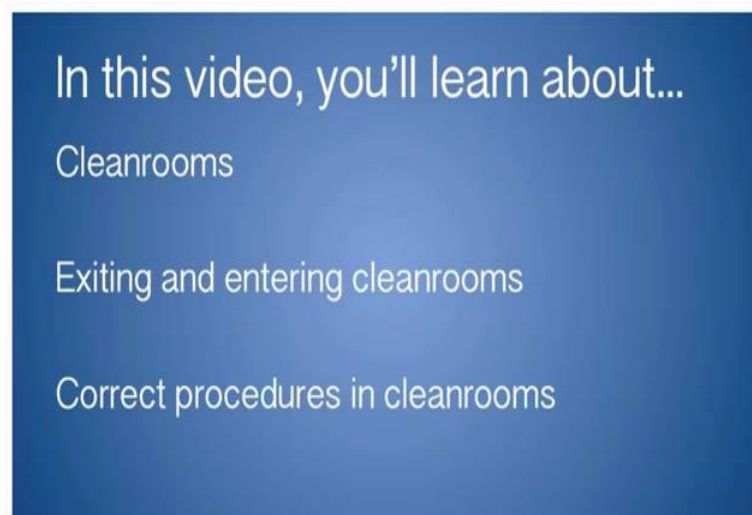 In this video, you'll learn about...
Cleanrooms
Exiting and entering cleanrooms
Correct procedures in cleanrooms